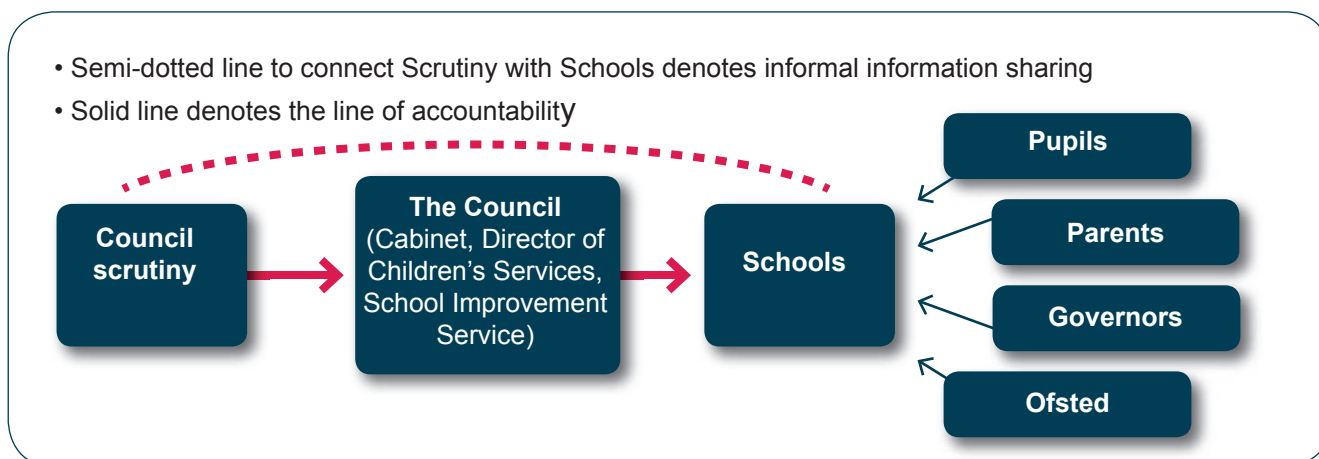 • Semi-dotted line to connect Scrutiny with Schools denotes informal information sharing
• Solid line denotes the line of accountability
Council
scrutiny
The Council
(Cabinet, Director of
Children’s Services,
School Improvement
Service)
Schools
Pupils
Parents
Governors
Ofsted